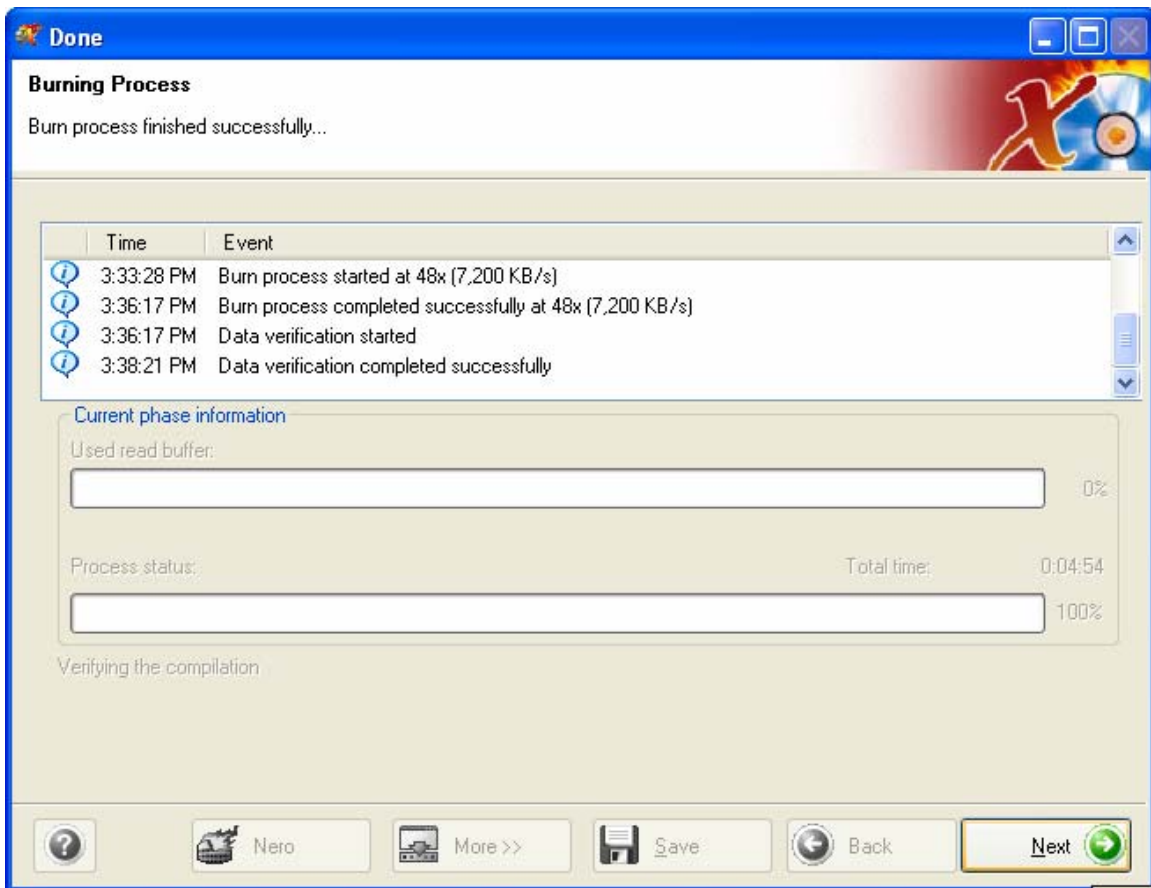 Done
Burning Process
Burn process finished successfully...
Time Event
3:33:28 PM Burn process started at 48x (7,200 KB/s)
3:36:17 PM Burn process completed successfully at 48x (7,200 KB/s)
3:36:17 PM Data verification started
3:38:21 PM Data verification completed successfully
Current phase information
Used read buffer:
0%
Process status: Total time: 0:04:54
100%
Verifying the compilation
Nero More >> Save Back Next